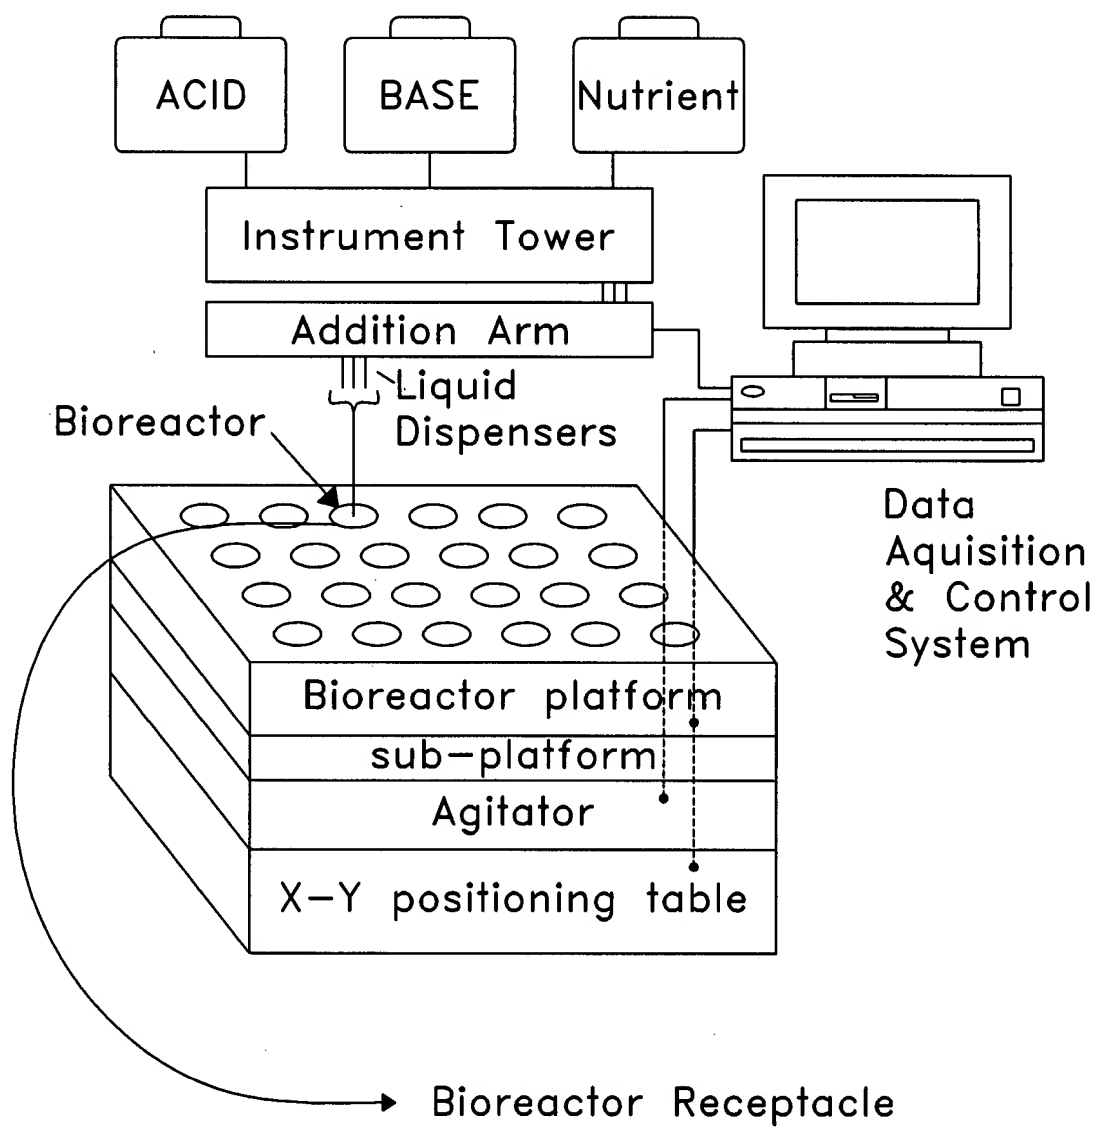 ACID
BASE
Nutrient
Instrument Tower
Addition Arm
Liquid
Dispensers
Bioreactor
Data
Aquisition
& Control
System
Bioreactor platform
sub-platform
Agitator
X-Y positioning table
Bioreactor Receptacle